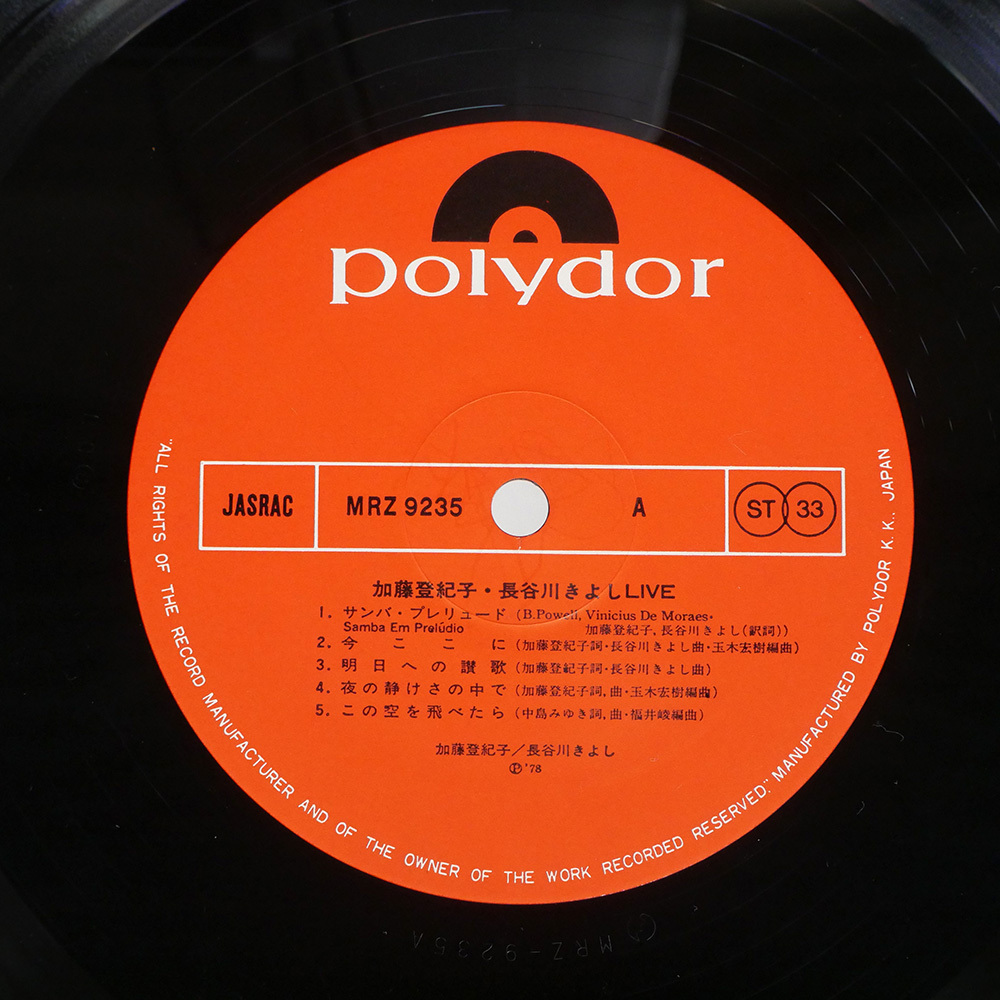 polydor
JASRAC MRZ 9235 A ST 33
加藤登紀子・長谷川きよしLIVE
1. サンバ・プレリュード (B.Powell, Vinicius De Moraes・
Samba Em Prelúdio 加藤登紀子, 長谷川きよし(訳詞))
2. 今ここに (加藤登紀子詞・長谷川きよし曲・玉木宏樹編曲)
3. 明日への讃歌 (加藤登紀子詞・長谷川きよし曲)
4. 夜の静けさの中で (加藤登紀子詞, 曲・玉木宏樹編曲)
5. この空を飛べたら (中島みゆき詞, 曲・福井崚編曲)
加藤登紀子／長谷川きよし
Ⓟ'78
"ALL RIGHTS OF THE RECORD MANUFACTURER AND OF THE OWNER OF THE WORK RECORDED RESERVED." MANUFACTURED BY POLYDOR K.K., JAPAN
MRZ-9235A